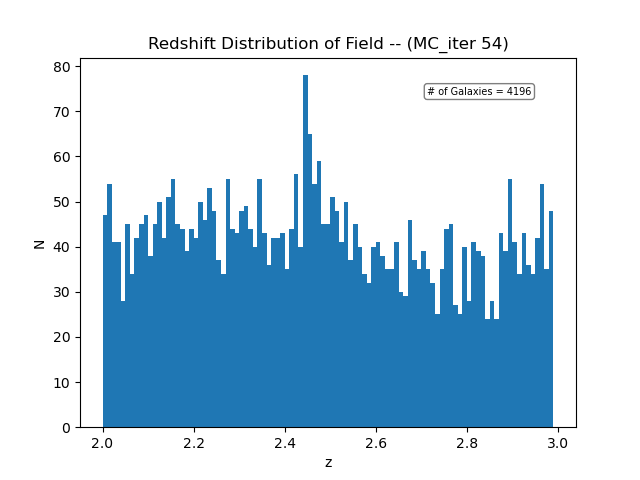 Redshift Distribution of Field -- (MC_iter 54)
# of Galaxies = 4196
80
70
60
50
40
30
20
10
0
N
2.0 2.2 2.4 2.6 2.8 3.0
z